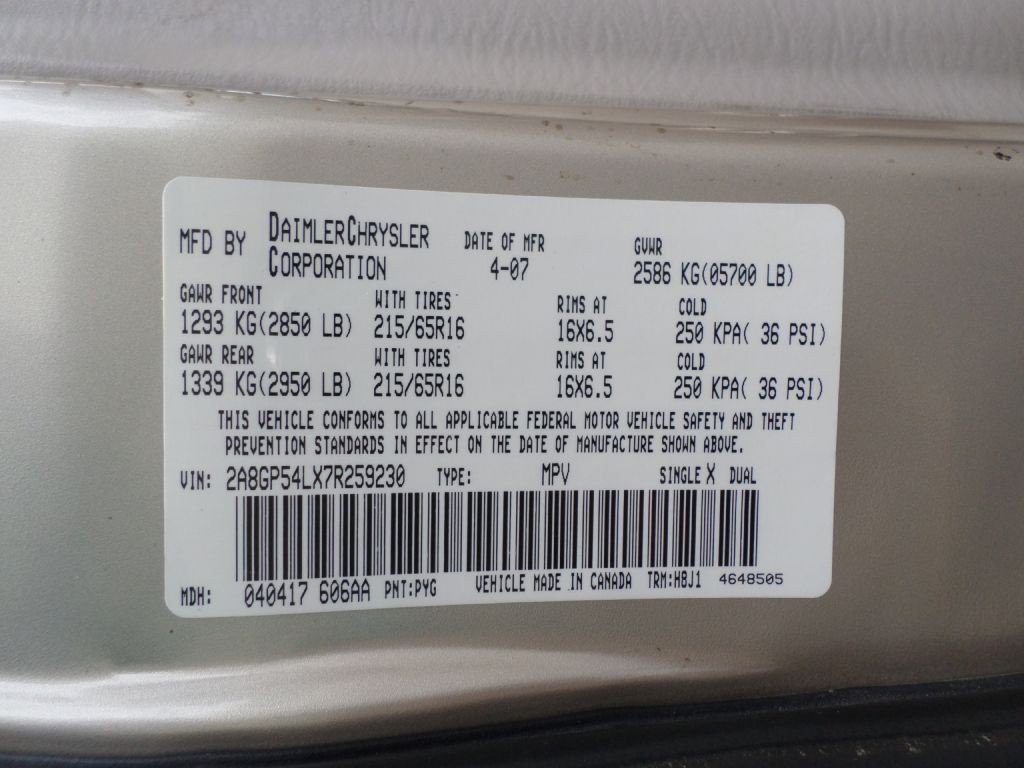 MFD BY DAIMLERCHRYSLER CORPORATION DATE OF MFR 4-07 GVWR 2586 KG(05700 LB)
GAWR FRONT WITH TIRES RIMS AT COLD
1293 KG(2850 LB) 215/65R16 16X6.5 250 KPA( 36 PSI)
GAWR REAR WITH TIRES RIMS AT COLD
1339 KG(2950 LB) 215/65R16 16X6.5 250 KPA( 36 PSI)
THIS VEHICLE CONFORMS TO ALL APPLICABLE FEDERAL MOTOR VEHICLE SAFETY AND THEFT
PREVENTION STANDARDS IN EFFECT ON THE DATE OF MANUFACTURE SHOWN ABOVE.
VIN: 2A8GP54LX7R259230 TYPE: MPV SINGLE X DUAL
MDH: 040417 606AA PNT:PYG VEHICLE MADE IN CANADA TRM:H8J1 4648505